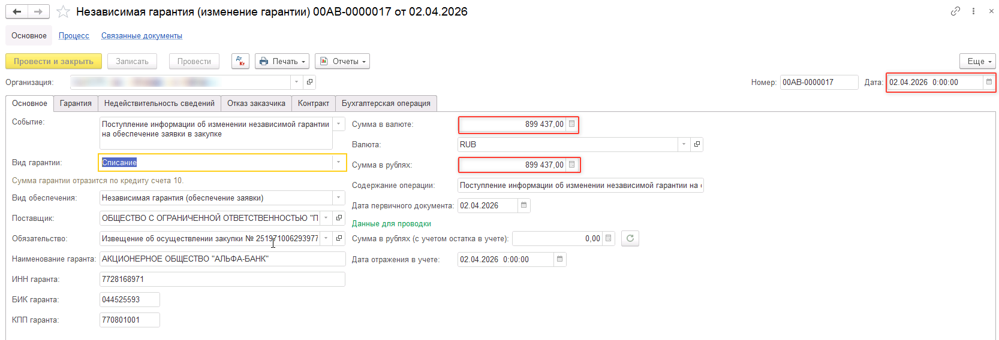 Независимая гарантия (изменение гарантии) 00АВ-0000017 от 02.04.2026
Основное Процесс Связанные документы
Провести и закрыть Записать Провести Дт Кт Печать Отчеты Еще
Организация: Номер: 00АВ-0000017 Дата: 02.04.2026 0:00:00
Основное Гарантия Недействительность сведений Отказ заказчика Контракт Бухгалтерская операция
Событие: Поступление информации об изменении независимой гарантии на обеспечение заявки в закупке
Вид гарантии: Списание
Сумма гарантии отразится по кредиту счета 10.
Вид обеспечения: Независимая гарантия (обеспечение заявки)
Поставщик: ОБЩЕСТВО С ОГРАНИЧЕННОЙ ОТВЕТСТВЕННОСТЬЮ "П
Обязательство: Извещение об осуществлении закупки № 251971006293977
Наименование гаранта: АКЦИОНЕРНОЕ ОБЩЕСТВО "АЛЬФА-БАНК"
ИНН гаранта: 7728168971
БИК гаранта: 044525593
КПП гаранта: 770801001
Сумма в валюте: 899 437,00
Валюта: RUB
Сумма в рублях: 899 437,00
Содержание операции: Поступление информации об изменении независимой гарантии на о
Дата первичного документа: 02.04.2026
Данные для проводки
Сумма в рублях (с учетом остатка в учете): 0,00
Дата отражения в учете: 02.04.2026 0:00:00